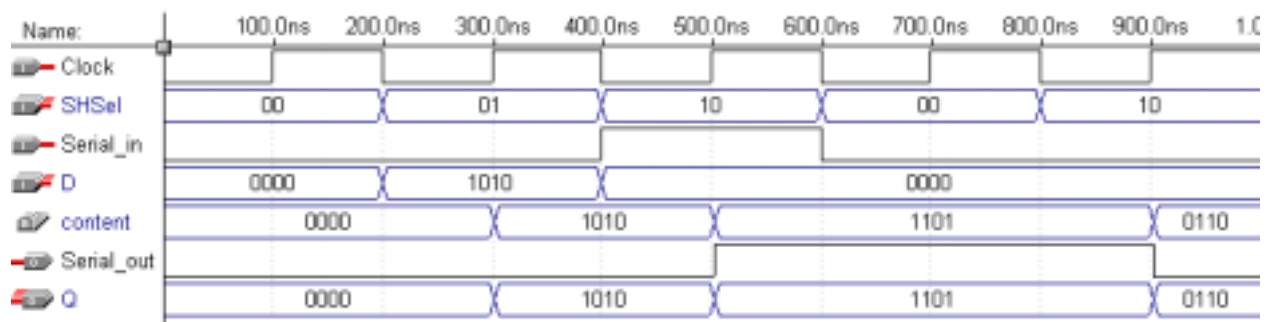 Name: 100.0ns 200.0ns 300.0ns 400.0ns 500.0ns 600.0ns 700.0ns 800.0ns 900.0ns 1.0
Clock
SHSel 00 01 10 00 10
Serial_in
D 0000 1010 0000
content 0000 1010 1101 0110
Serial_out
Q 0000 1010 1101 0110